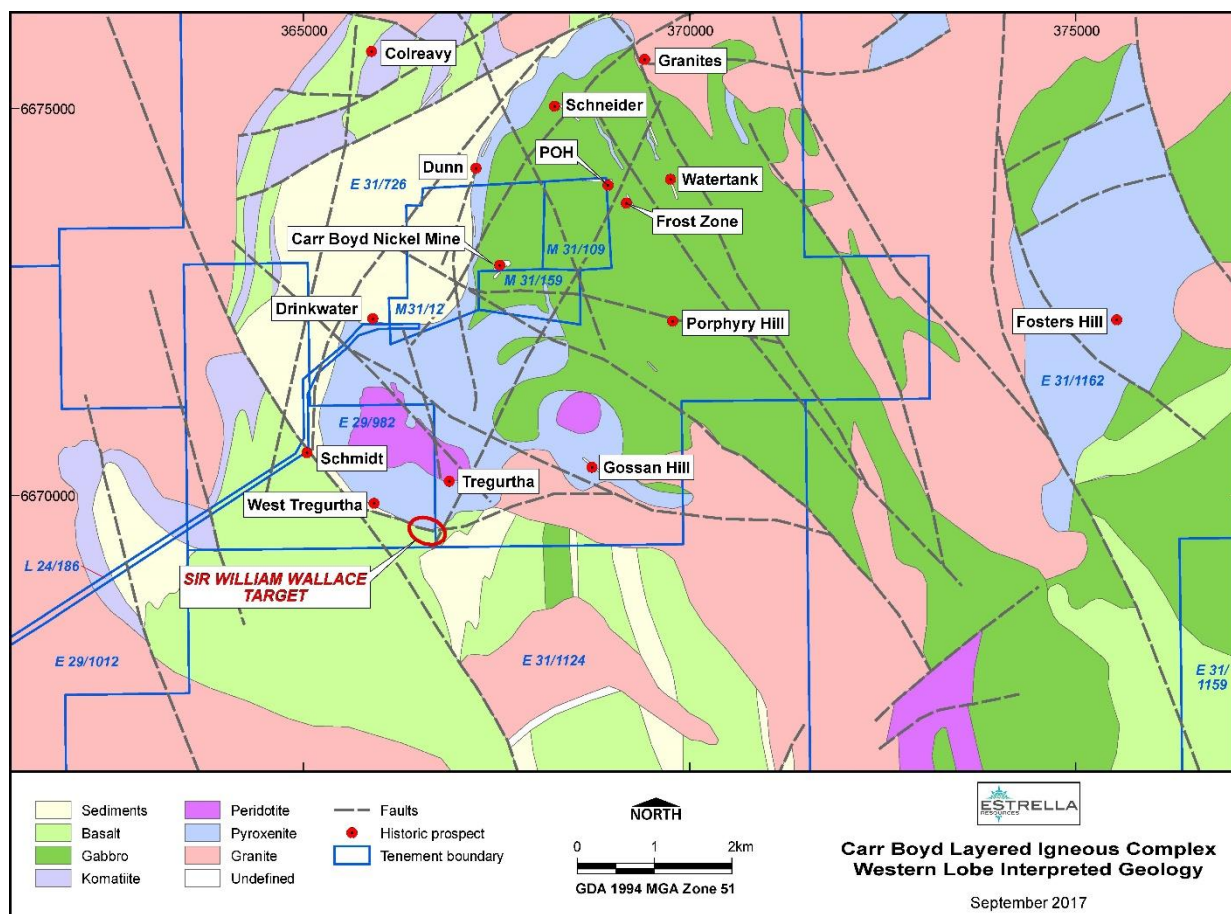 365000
370000
375000
Colreavy
Granites
6675000
Schneider
POH
Dunn
Watertank
E 31/726
Frost Zone
Carr Boyd Nickel Mine
M 31/109
M 31/159
Drinkwater
M31/12
Porphyry Hill
Fosters Hill
E 31/1162
E 29/982
Schmidt
Gossan Hill
Tregurtha
6670000
West Tregurtha
L 24/186
SIR WILLIAM WALLACE
TARGET
E 29/1012
E 31/1124
E 31/
1159
Sediments
Basalt
Gabbro
Komatiite
Peridotite
Pyroxenite
Granite
Undefined
Faults
Historic prospect
Tenement boundary
NORTH
0 1 2km
GDA 1994 MGA Zone 51
ESTRELLA
RESOURCES
Carr Boyd Layered Igneous Complex
Western Lobe Interpreted Geology
September 2017